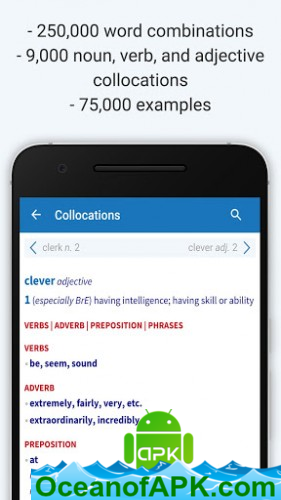 - 250,000 word combinations
- 9,000 noun, verb, and adjective
collocations
- 75,000 examples
Collocations
clerk n. 2
clever adj. 2
clever adjective
1 (especially BrE) having intelligence; having skill or ability
VERBS | ADVERB | PREPOSITION | PHRASES
VERBS
- be, seem, sound
ADVERB
- extremely, fairly, very, etc.
- extraordinarily, incredibly
PREPOSITION
- at
APK
OceanofAPK.com